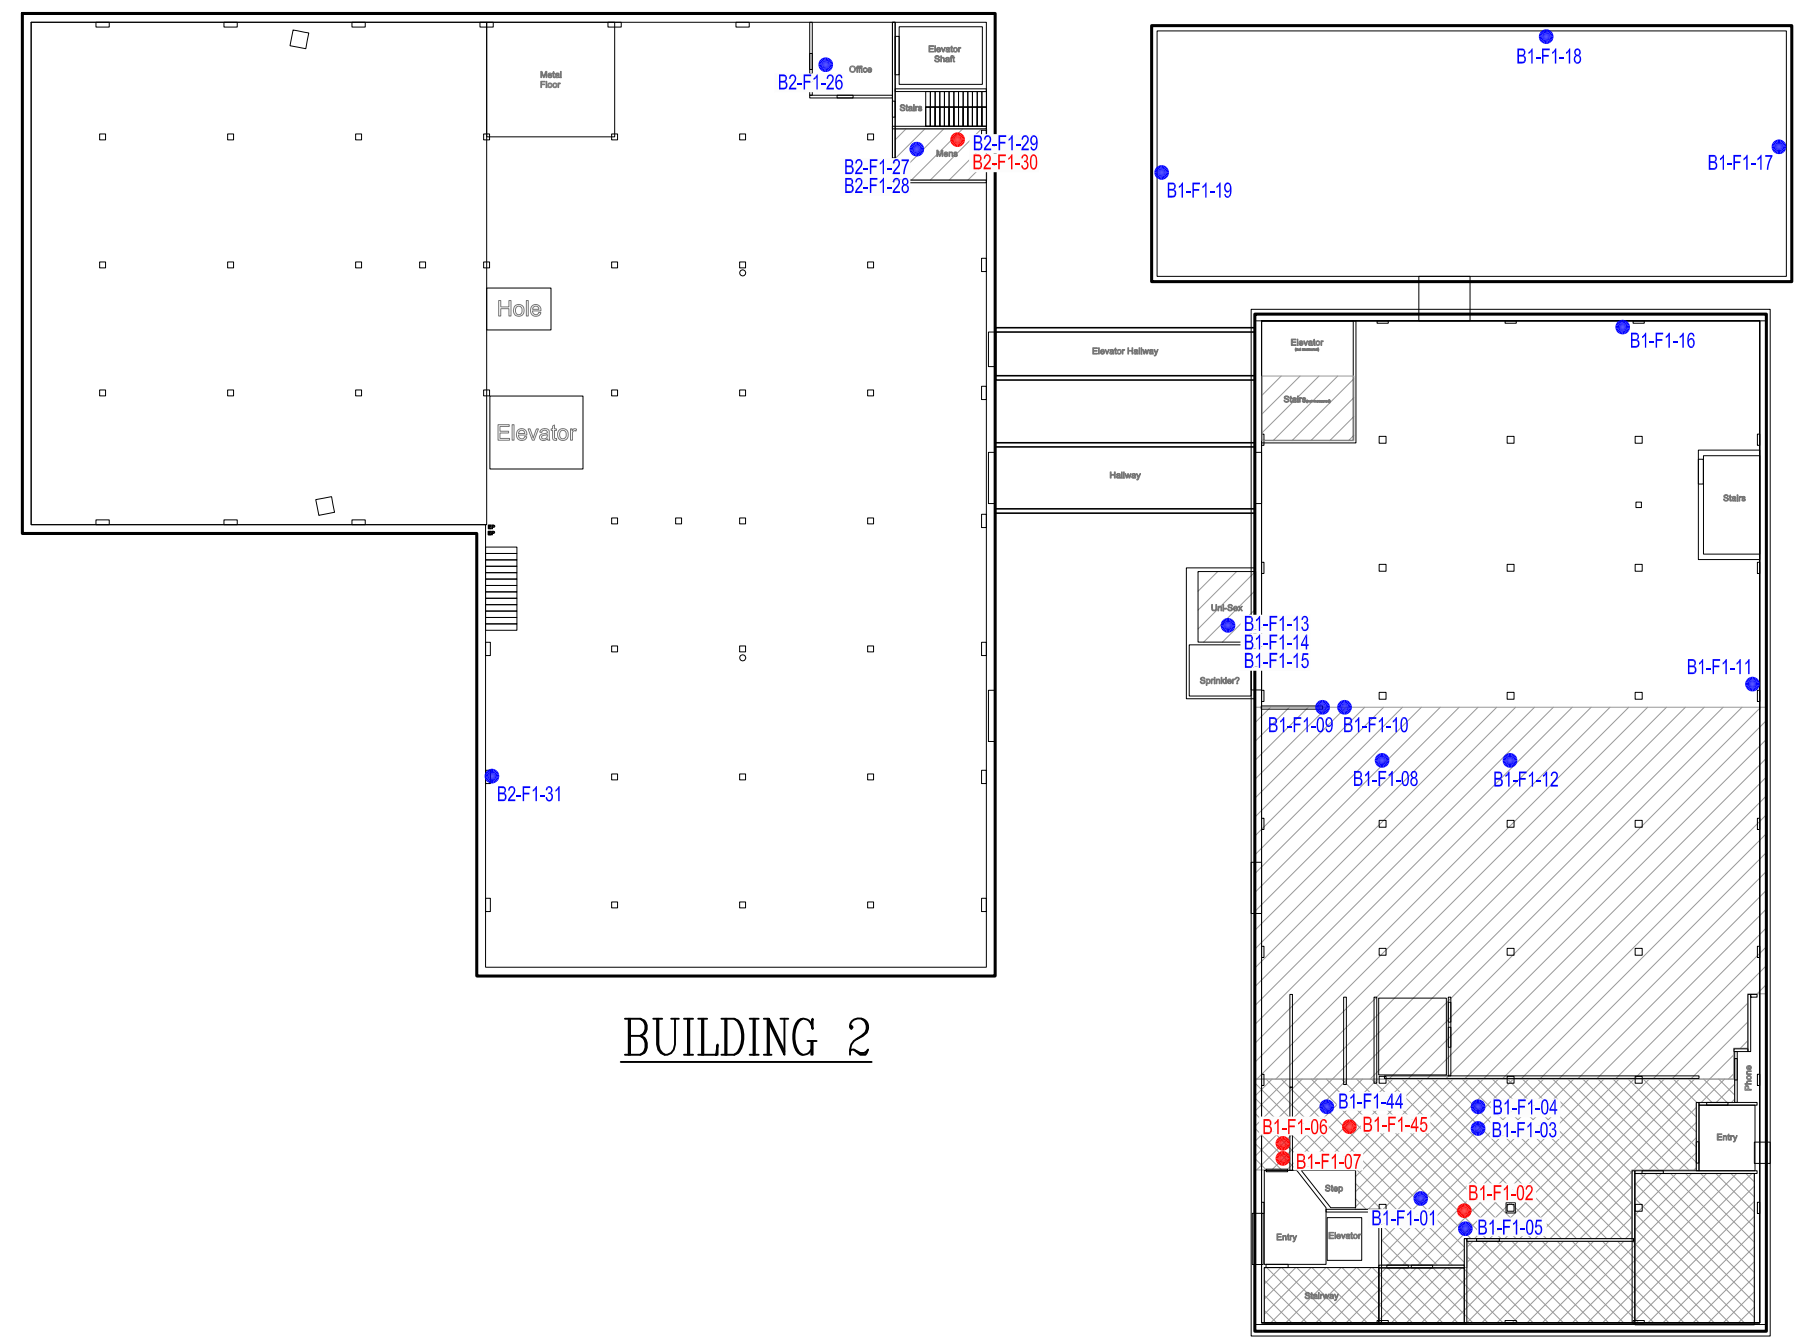 Metal
Floor
B2-F1-26
Office
Elevator
Shaft
Stairs
Mens
B2-F1-29
B2-F1-30
B2-F1-27
B2-F1-28
Hole
Elevator
Elevator Hallway
Hallway
B2-F1-31
BUILDING 2
B1-F1-18
B1-F1-17
B1-F1-19
B1-F1-16
Elevator
Stairs
Stairs
Uni-Sex
B1-F1-13
B1-F1-14
B1-F1-15
Sprinkler?
B1-F1-11
B1-F1-09
B1-F1-10
B1-F1-08
B1-F1-12
Phone
B1-F1-44
B1-F1-04
B1-F1-06
B1-F1-45
B1-F1-03
Entry
B1-F1-07
Step
B1-F1-02
B1-F1-01
B1-F1-05
Entry
Elevator
Stairway